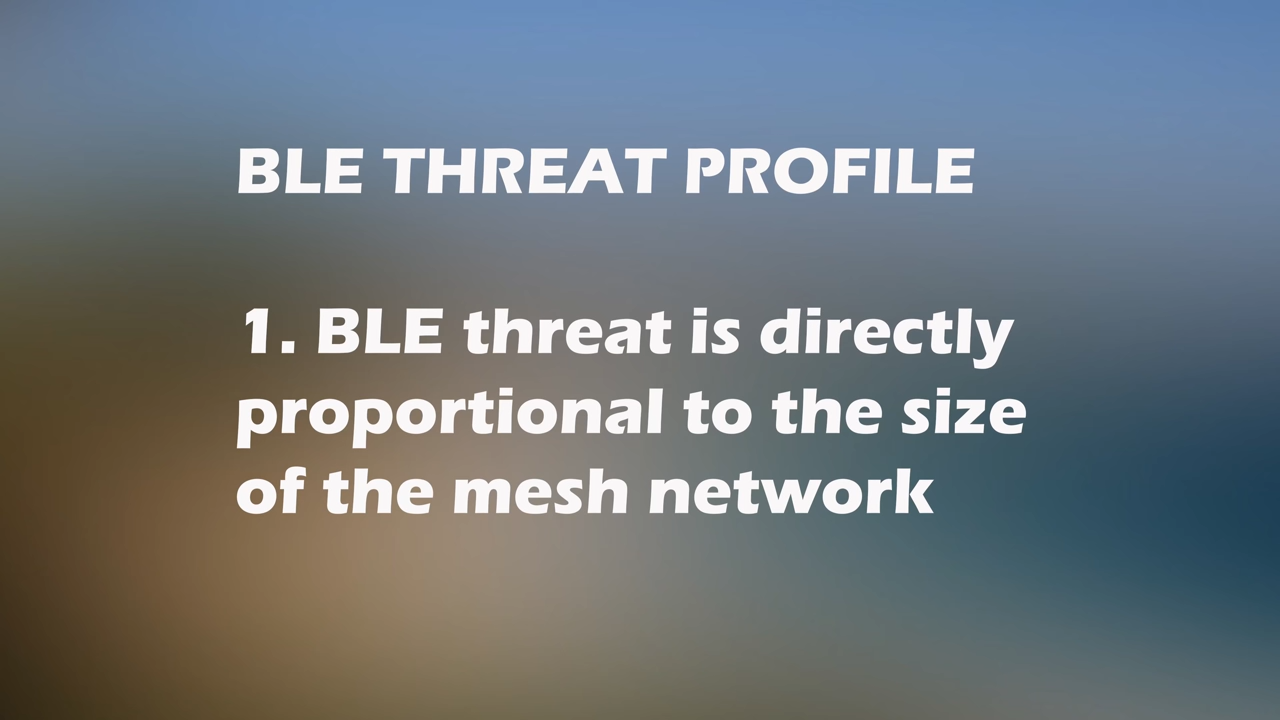 BLE THREAT PROFILE
1. BLE threat is directly
proportional to the size
of the mesh network